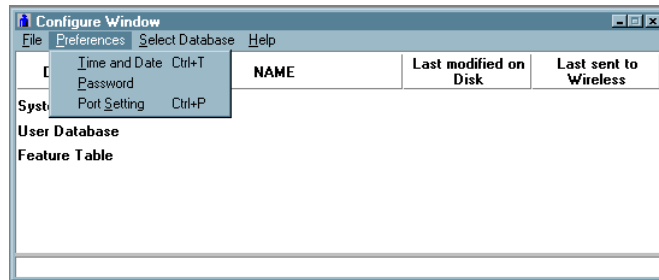 Configure Window
File Preferences Select Database Help
Time and Date Ctrl+T
Password
Port Setting Ctrl+P
NAME
Last modified on Disk
Last sent to Wireless
User Database
Feature Table